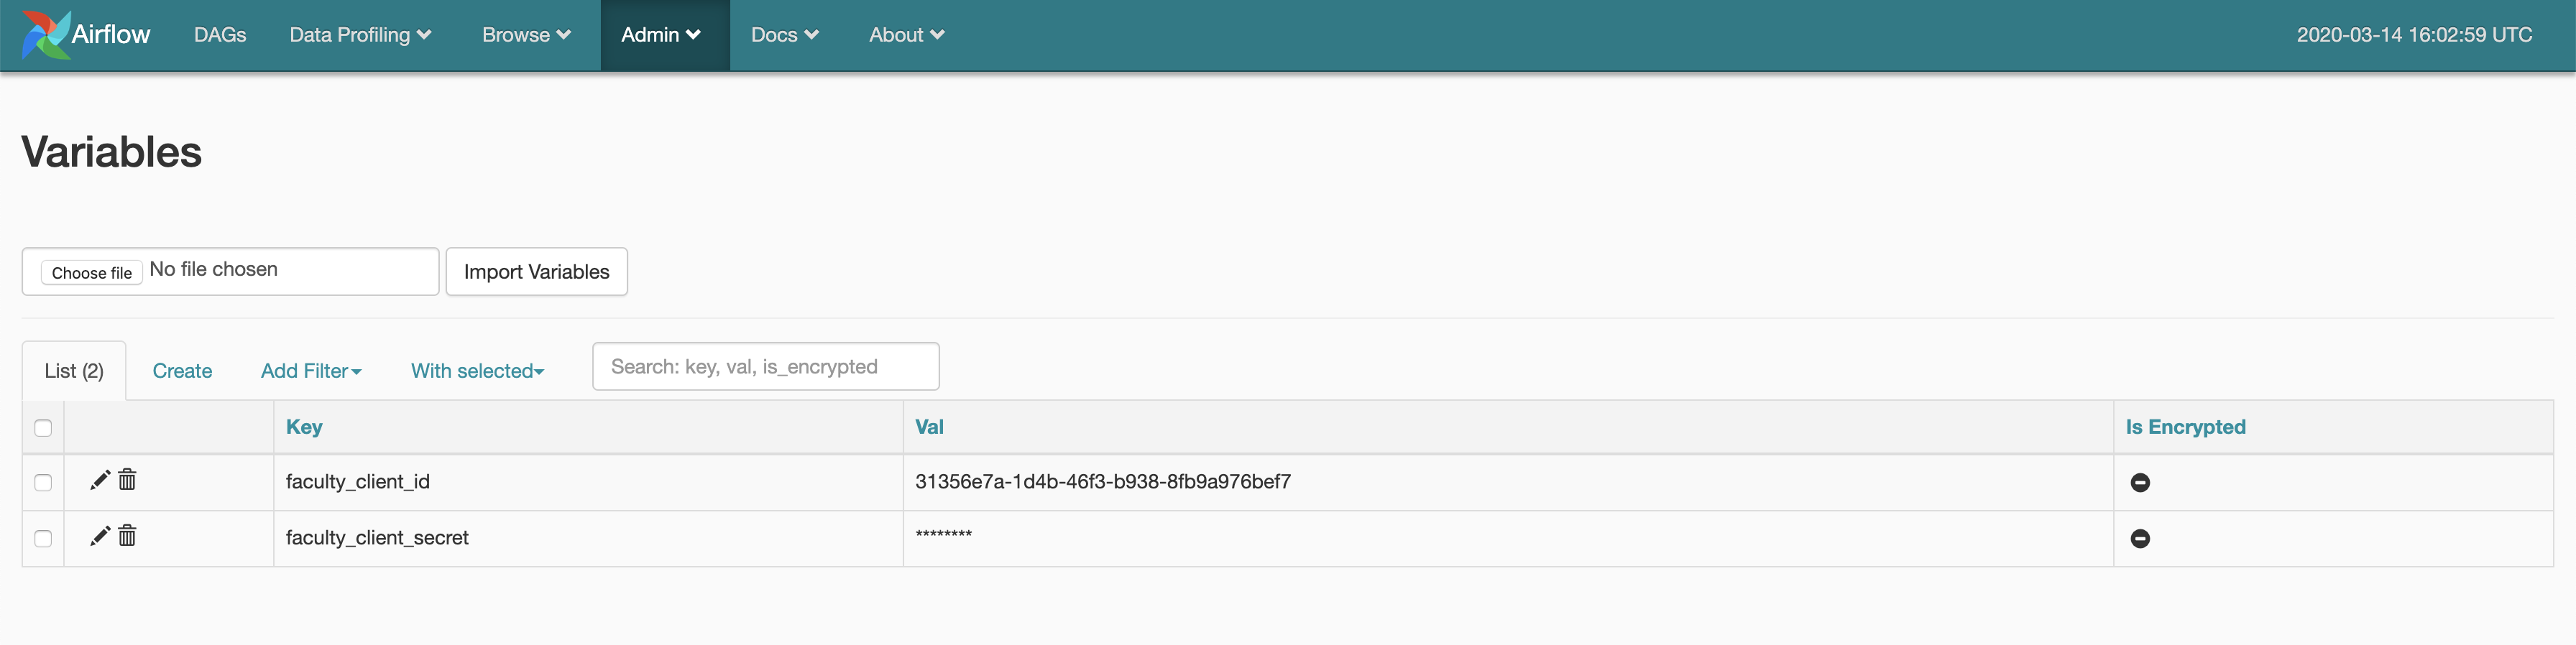 Airflow DAGs Data Profiling Browse Admin Docs About 2020-03-14 16:02:59 UTC
Variables
Choose file No file chosen Import Variables
List (2) Create Add Filter With selected Search: key, val, is_encrypted
Key Val Is Encrypted
faculty_client_id 31356e7a-1d4b-46f3-b938-8fb9a976bef7
faculty_client_secret ********